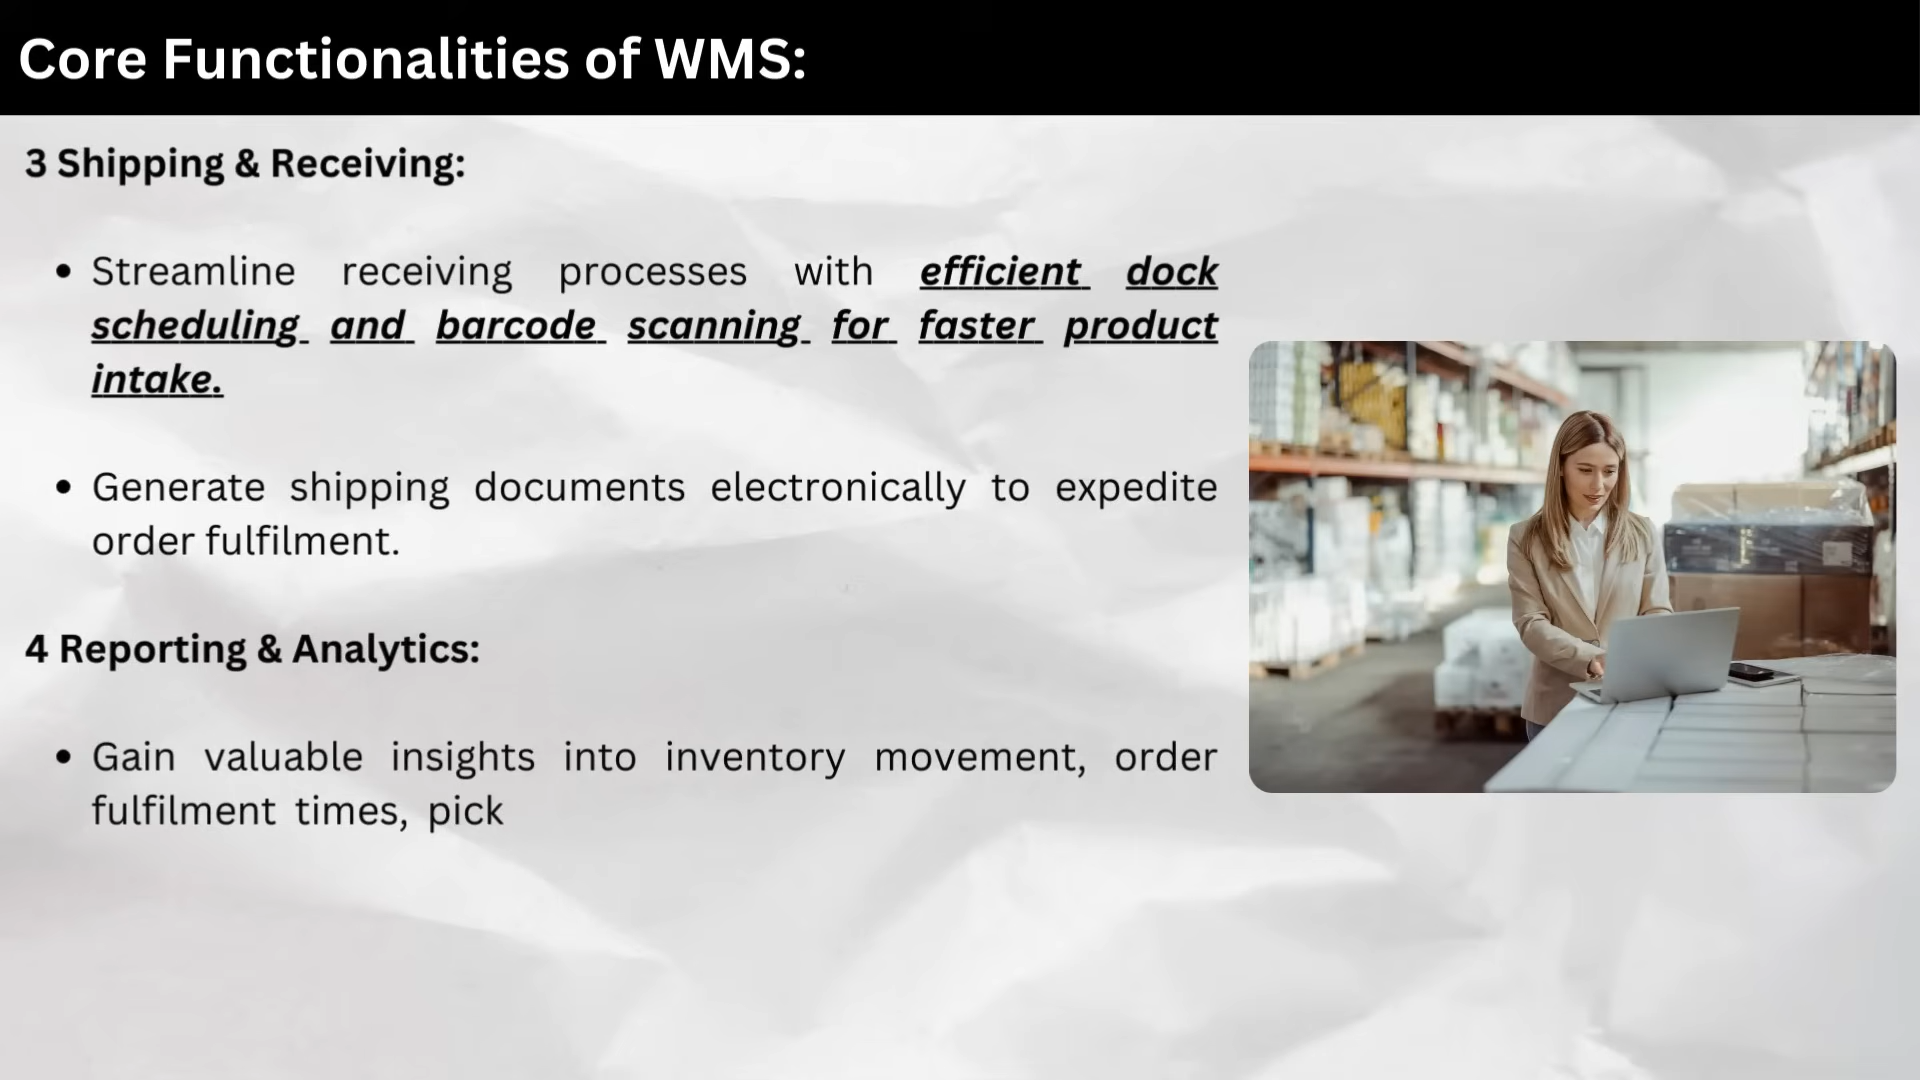 Core Functionalities of WMS:
3 Shipping & Receiving:
• Streamline receiving processes with efficient dock
scheduling and barcode scanning for faster product
intake.
• Generate shipping documents electronically to expedite
order fulfilment.
4 Reporting & Analytics:
• Gain valuable insights into inventory movement, order
fulfilment times, pick